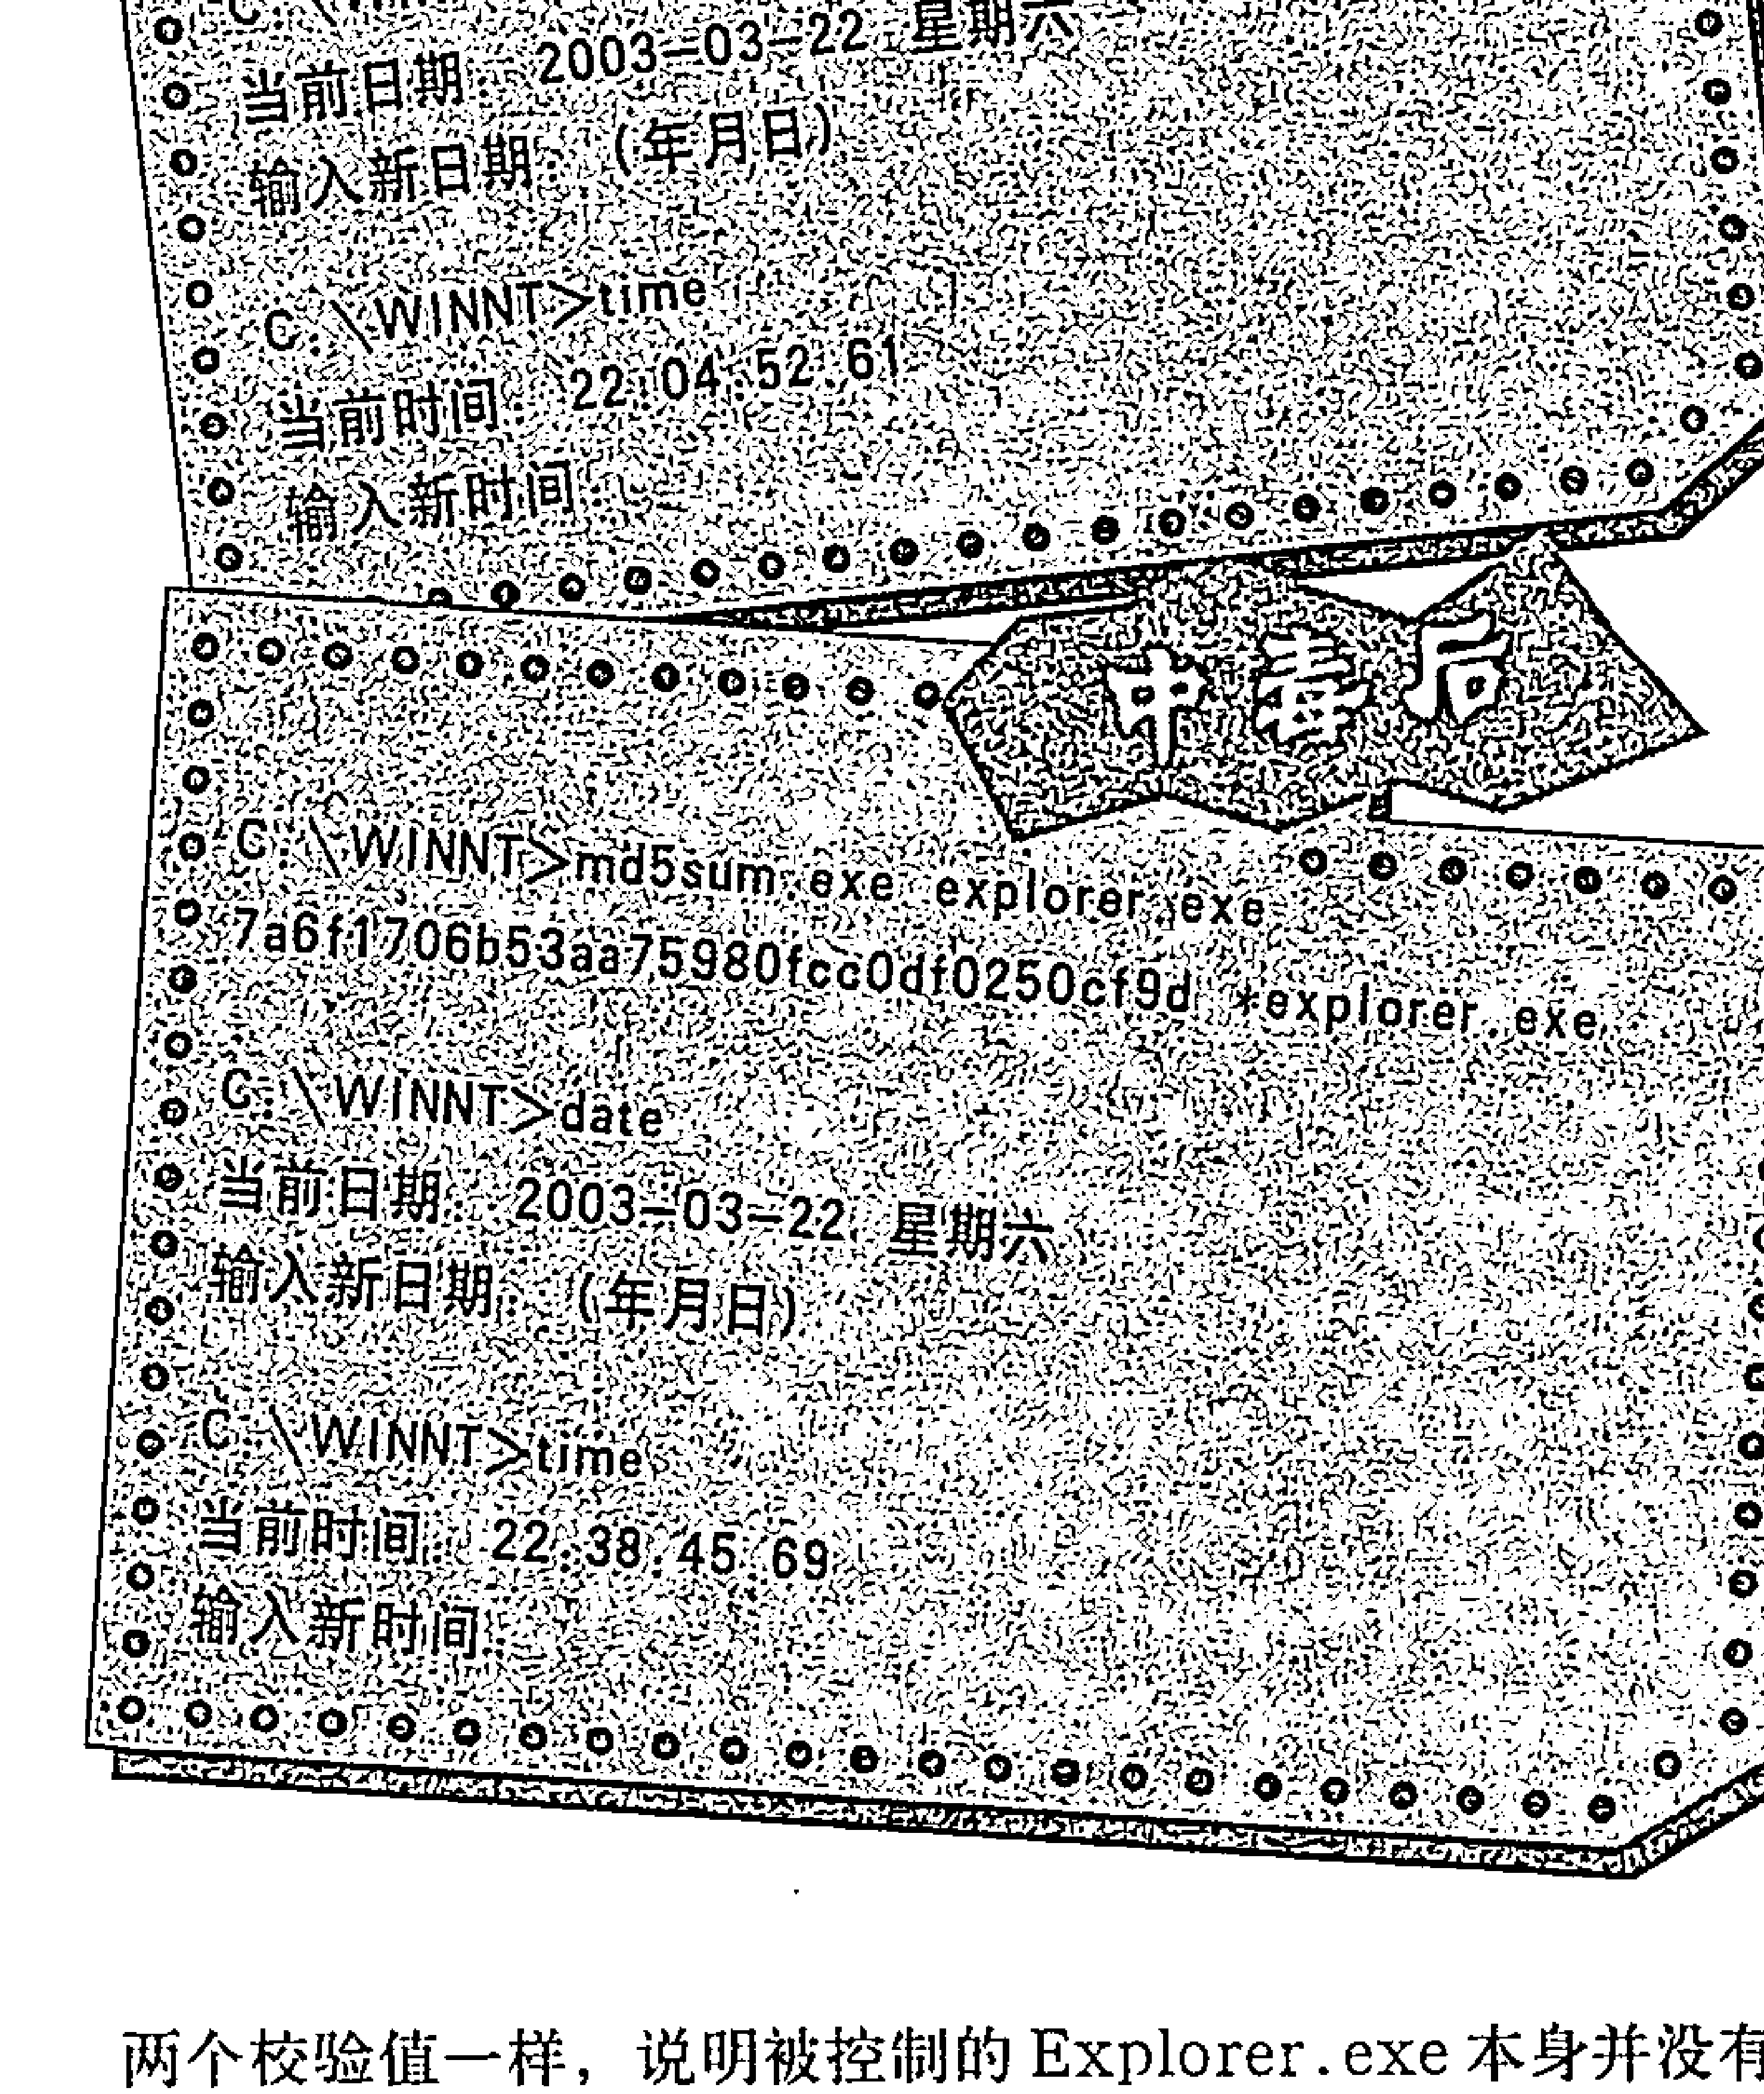 当前日期: 2003-03-22 星期六
输入新日期: (年月日)
C:\WINNT>time
当前时间: 22:04:52.61
输入新时间:
中毒后
C:\WINNT>md5sum.exe explorer.exe
7a6f1706b53aa75980fcc0df0250cf9d *explorer.exe
C:\WINNT>date
当前日期: 2003-03-22 星期六
输入新日期: (年月日)
C:\WINNT>time
当前时间: 22:38:45.69
输入新时间:
两个校验值一样，说明被控制的 Explorer.exe 本身并没有